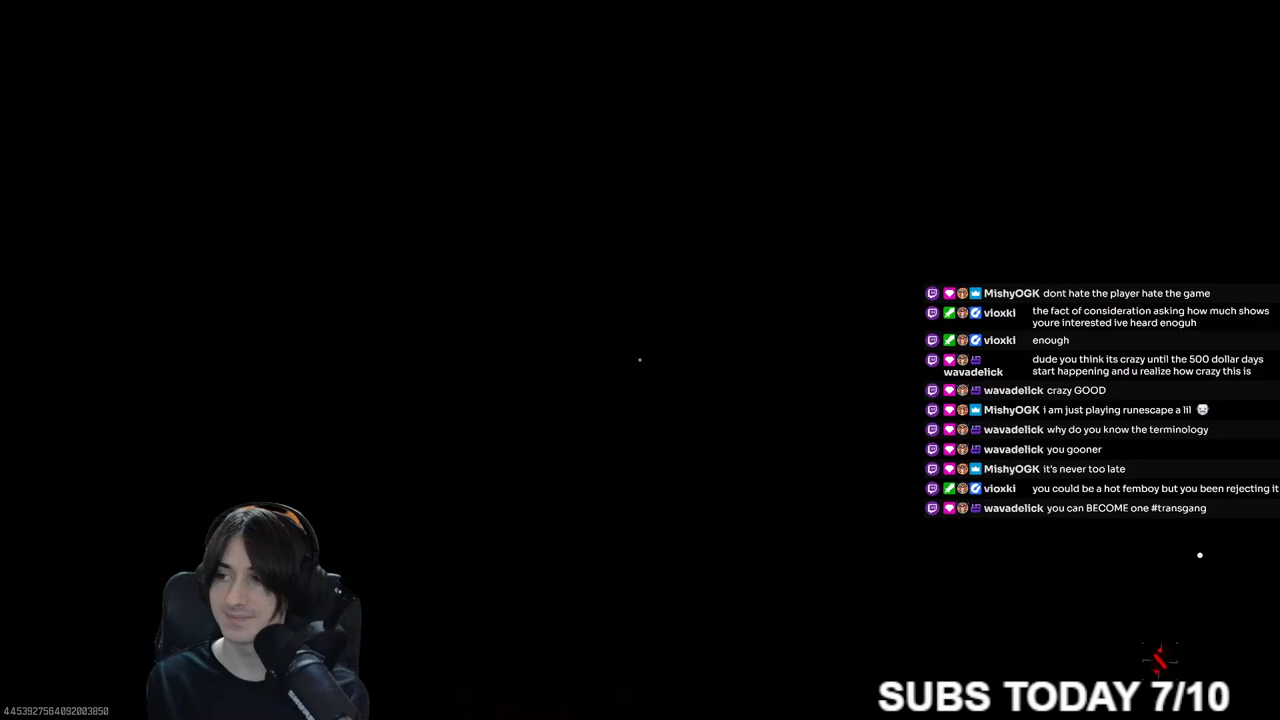 MishyOGK dont hate the player hate the game
vioxki the fact of consideration asking how much shows
youre interested ive heard enoguh
vioxki enough
wavadelick dude you think its crazy until the 500 dollar days
start happening and u realize how crazy this is
wavadelick crazy GOOD
MishyOGK i am just playing runescape a lil
wavadelick why do you know the terminology
wavadelick you gooner
MishyOGK it's never too late
vioxki you could be a hot femboy but you been rejecting it
wavadelick you can BECOME one #transgang
SUBS TODAY 7/10
4453927564092003850